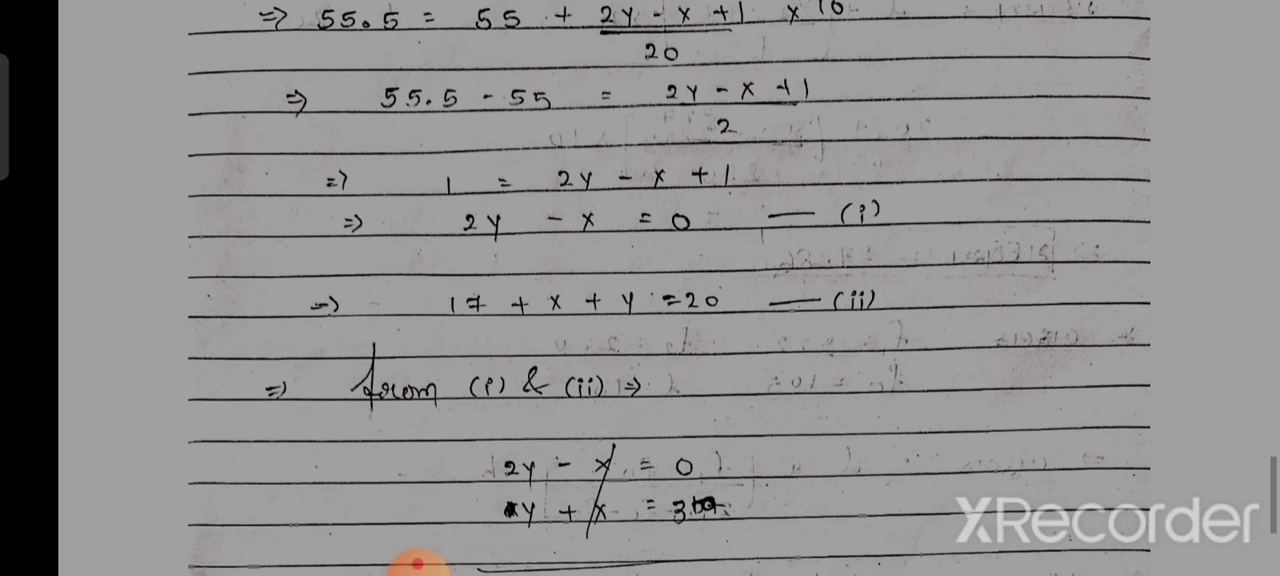 => 55.5 = 55 + 2y - x + 1 x 10
20
=> 55.5 - 55 = 2y - x + 1
2
=> 1 = 2y - x + 1
=> 2y - x = 0 — (i)
=> 17 + x + y = 20 — (ii)
=> from (i) & (ii) =>
2y - x = 0
y + x = 3
XRecorder